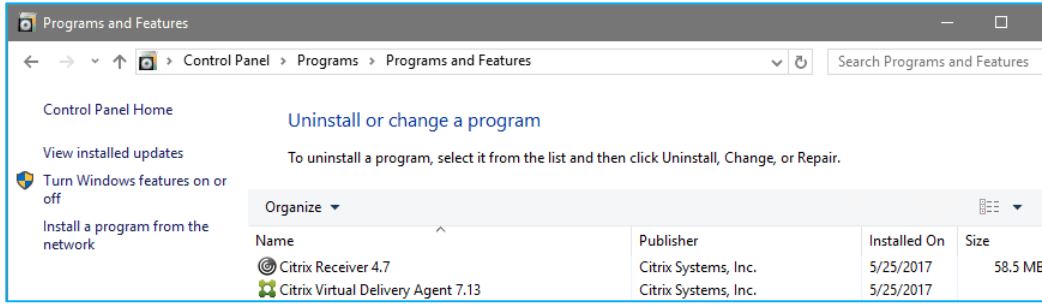 Programs and Features
Control Panel > Programs > Programs and Features
Search Programs and Features
Control Panel Home
Uninstall or change a program
View installed updates
To uninstall a program, select it from the list and then click Uninstall, Change, or Repair.
Turn Windows features on or
off
Install a program from the
network
Organize
Name Publisher Installed On Size
Citrix Receiver 4.7 Citrix Systems, Inc. 5/25/2017 58.5 MB
Citrix Virtual Delivery Agent 7.13 Citrix Systems, Inc. 5/25/2017